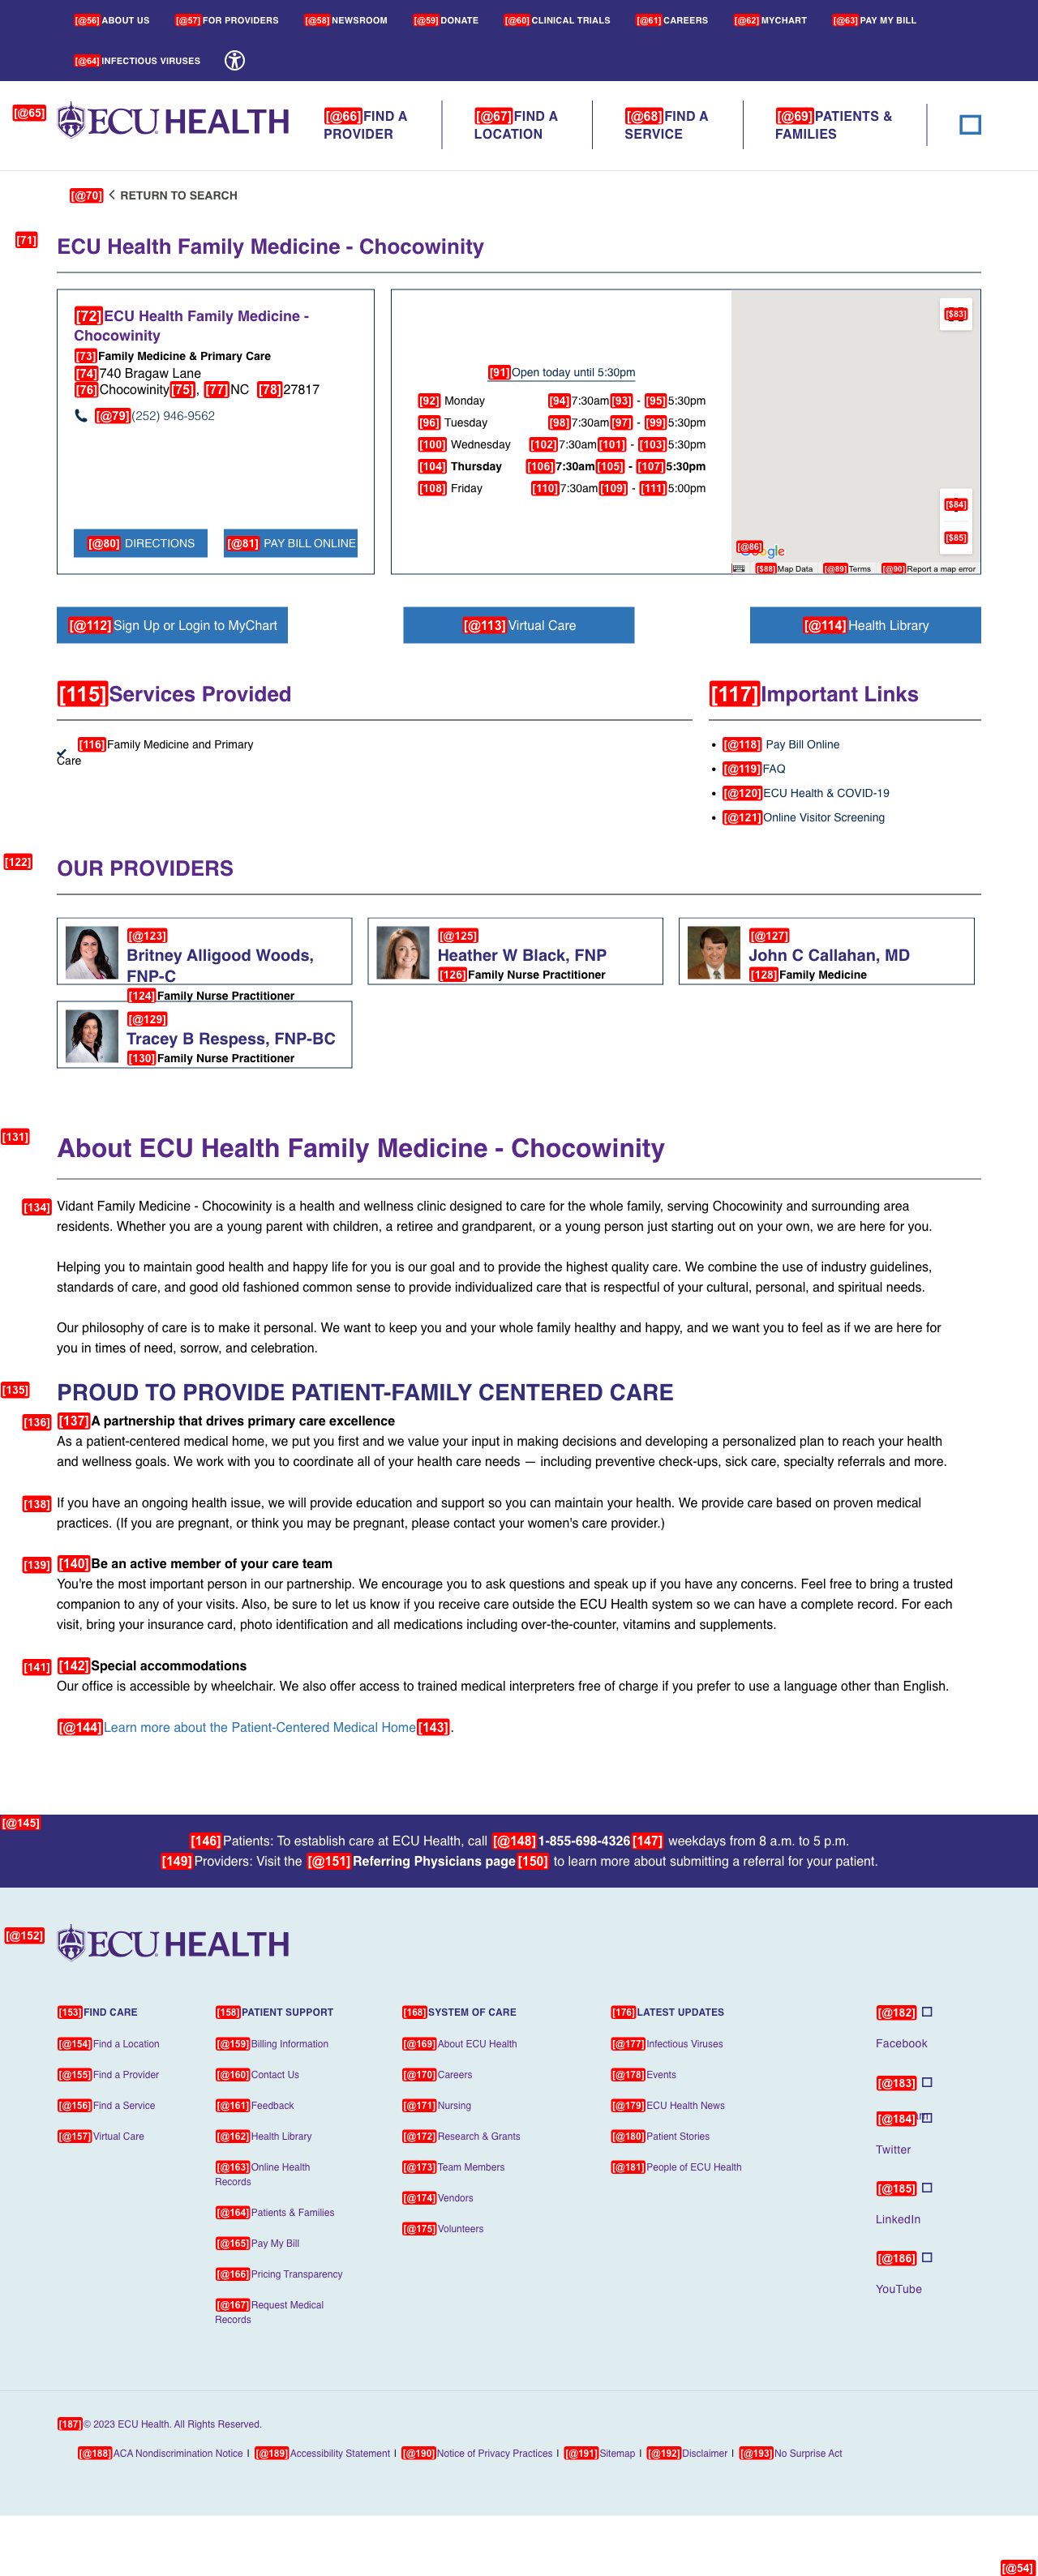 [@56] ABOUT US [@57] FOR PROVIDERS [@58] NEWSROOM [@59] DONATE [@60] CLINICAL TRIALS [@61] CAREERS [@62] MYCHART [@63] PAY MY BILL
[@64] INFECTIOUS VIRUSES
[@65] ECU HEALTH
[@66] FIND A PROVIDER
[@67] FIND A LOCATION
[@68] FIND A SERVICE
[@69] PATIENTS & FAMILIES
[@70] RETURN TO SEARCH
[71] ECU Health Family Medicine - Chocowinity
[72] ECU Health Family Medicine -
Chocowinity
[73] Family Medicine & Primary Care
[74] 740 Bragaw Lane
[76] Chocowinity [75] , [77] NC [78] 27817
[@79] (252) 946-9562
[@80] DIRECTIONS [@81] PAY BILL ONLINE
[91] Open today until 5:30pm
[92] Monday [94] 7:30am [93] - [95] 5:30pm
[96] Tuesday [98] 7:30am [97] - [99] 5:30pm
[100] Wednesday [102] 7:30am [101] - [103] 5:30pm
[104] Thursday [106] 7:30am [105] - [107] 5:30pm
[108] Friday [110] 7:30am [109] - [111] 5:00pm
[$83]
[$84]
[$85]
[@86]
[$88] Map Data [@89] Terms [@90] Report a map error
[@112] Sign Up or Login to MyChart [@113] Virtual Care [@114] Health Library
[115] Services Provided
[116] Family Medicine and Primary
Care
[117] Important Links
[@118] Pay Bill Online
[@119] FAQ
[@120] ECU Health & COVID-19
[@121] Online Visitor Screening
[122] OUR PROVIDERS
[@123]
Britney Alligood Woods,
FNP-C
[124] Family Nurse Practitioner
[@125]
Heather W Black, FNP
[126] Family Nurse Practitioner
[@127]
John C Callahan, MD
[128] Family Medicine
[@129]
Tracey B Respess, FNP-BC
[130] Family Nurse Practitioner
[131] About ECU Health Family Medicine - Chocowinity
[134] Vidant Family Medicine - Chocowinity is a health and wellness clinic designed to care for the whole family, serving Chocowinity and surrounding area
residents. Whether you are a young parent with children, a retiree and grandparent, or a young person just starting out on your own, we are here for you.
Helping you to maintain good health and happy life for you is our goal and to provide the highest quality care. We combine the use of industry guidelines,
standards of care, and good old fashioned common sense to provide individualized care that is respectful of your cultural, personal, and spiritual needs.
Our philosophy of care is to make it personal. We want to keep you and your whole family healthy and happy, and we want you to feel as if we are here for
you in times of need, sorrow, and celebration.
[135] PROUD TO PROVIDE PATIENT-FAMILY CENTERED CARE
[136] [137] A partnership that drives primary care excellence
As a patient-centered medical home, we put you first and we value your input in making decisions and developing a personalized plan to reach your health
and wellness goals. We work with you to coordinate all of your health care needs — including preventive check-ups, sick care, specialty referrals and more.
[138] If you have an ongoing health issue, we will provide education and support so you can maintain your health. We provide care based on proven medical
practices. (If you are pregnant, or think you may be pregnant, please contact your women's care provider.)
[139] [140] Be an active member of your care team
You're the most important person in our partnership. We encourage you to ask questions and speak up if you have any concerns. Feel free to bring a trusted
companion to any of your visits. Also, be sure to let us know if you receive care outside the ECU Health system so we can have a complete record. For each
visit, bring your insurance card, photo identification and all medications including over-the-counter, vitamins and supplements.
[141] [142] Special accommodations
Our office is accessible by wheelchair. We also offer access to trained medical interpreters free of charge if you prefer to use a language other than English.
[@144] Learn more about the Patient-Centered Medical Home [143] .
[@145]
[146] Patients: To establish care at ECU Health, call [@148] 1-855-698-4326 [147] weekdays from 8 a.m. to 5 p.m.
[149] Providers: Visit the [@151] Referring Physicians page [150] to learn more about submitting a referral for your patient.
[@152] ECU HEALTH
[153] FIND CARE
[@154] Find a Location
[@155] Find a Provider
[@156] Find a Service
[@157] Virtual Care
[158] PATIENT SUPPORT
[@159] Billing Information
[@160] Contact Us
[@161] Feedback
[@162] Health Library
[@163] Online Health
Records
[@164] Patients & Families
[@165] Pay My Bill
[@166] Pricing Transparency
[@167] Request Medical
Records
[168] SYSTEM OF CARE
[@169] About ECU Health
[@170] Careers
[@171] Nursing
[@172] Research & Grants
[@173] Team Members
[@174] Vendors
[@175] Volunteers
[176] LATEST UPDATES
[@177] Infectious Viruses
[@178] Events
[@179] ECU Health News
[@180] Patient Stories
[@181] People of ECU Health
[@182]
Facebook
[@183]
[@184]
Twitter
[@185]
LinkedIn
[@186]
YouTube
[187] © 2023 ECU Health. All Rights Reserved.
[@188] ACA Nondiscrimination Notice | [@189] Accessibility Statement | [@190] Notice of Privacy Practices | [@191] Sitemap | [@192] Disclaimer | [@193] No Surprise Act
[@54]